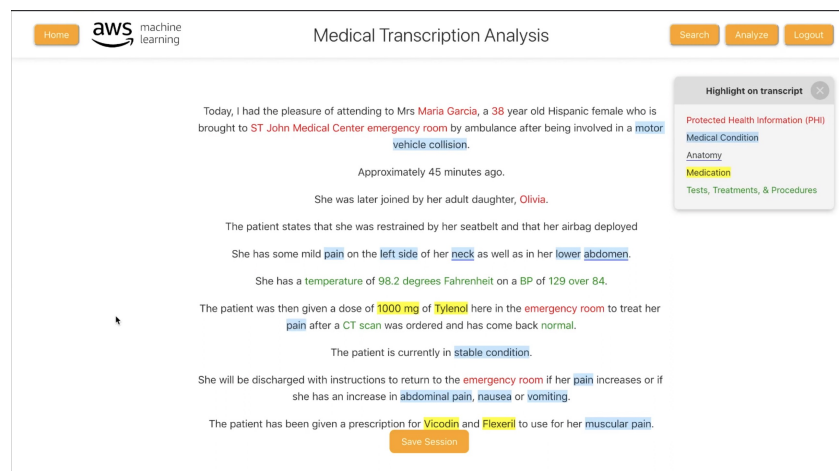 Home
aws machine learning
Medical Transcription Analysis
Search
Analyze
Logout
Today, I had the pleasure of attending to Mrs Maria Garcia, a 38 year old Hispanic female who is
brought to ST John Medical Center emergency room by ambulance after being involved in a motor
vehicle collision.
Approximately 45 minutes ago.
She was later joined by her adult daughter, Olivia.
The patient states that she was restrained by her seatbelt and that her airbag deployed
She has some mild pain on the left side of her neck as well as in her lower abdomen.
She has a temperature of 98.2 degrees Fahrenheit on a BP of 129 over 84.
The patient was then given a dose of 1000 mg of Tylenol here in the emergency room to treat her
pain after a CT scan was ordered and has come back normal.
The patient is currently in stable condition.
She will be discharged with instructions to return to the emergency room if her pain increases or if
she has an increase in abdominal pain, nausea or vomiting.
The patient has been given a prescription for Vicodin and Flexeril to use for her muscular pain.
Save Session
Highlight on transcript
Protected Health Information (PHI)
Medical Condition
Anatomy
Medication
Tests, Treatments, & Procedures